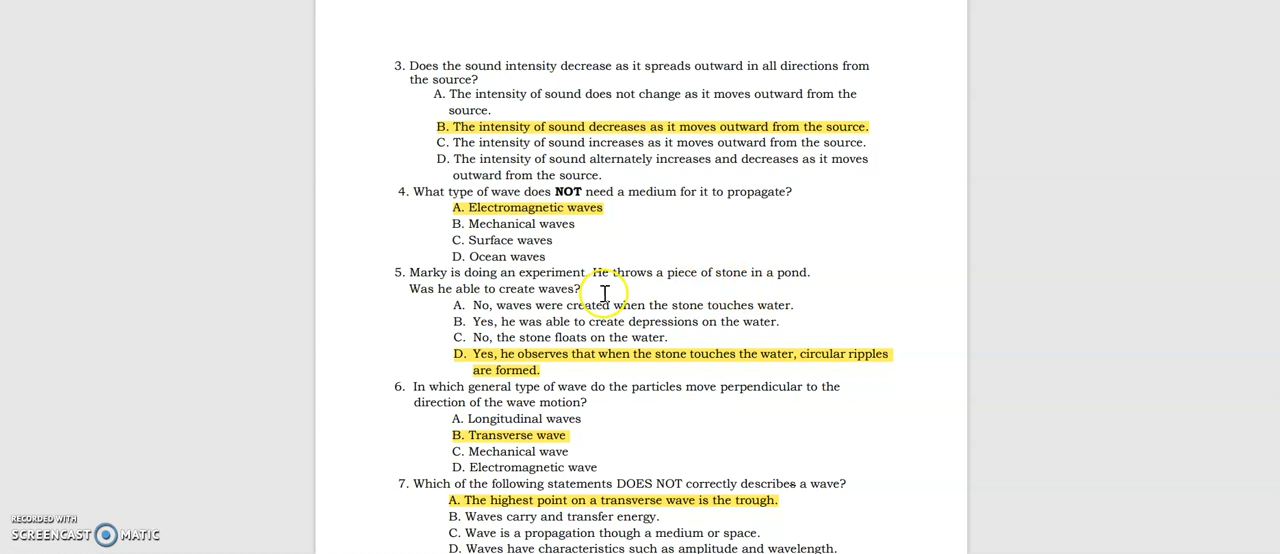 3. Does the sound intensity decrease as it spreads outward in all directions from
the source?
A. The intensity of sound does not change as it moves outward from the
source.
B. The intensity of sound decreases as it moves outward from the source.
C. The intensity of sound increases as it moves outward from the source.
D. The intensity of sound alternately increases and decreases as it moves
outward from the source.
4. What type of wave does NOT need a medium for it to propagate?
A. Electromagnetic waves
B. Mechanical waves
C. Surface waves
D. Ocean waves
5. Marky is doing an experiment. He throws a piece of stone in a pond.
Was he able to create waves?
A. No, waves were created when the stone touches water.
B. Yes, he was able to create depressions on the water.
C. No, the stone floats on the water.
D. Yes, he observes that when the stone touches the water, circular ripples
are formed.
6. In which general type of wave do the particles move perpendicular to the
direction of the wave motion?
A. Longitudinal waves
B. Transverse wave
C. Mechanical wave
D. Electromagnetic wave
7. Which of the following statements DOES NOT correctly describes a wave?
A. The highest point on a transverse wave is the trough.
B. Waves carry and transfer energy.
C. Wave is a propagation though a medium or space.
D. Waves have characteristics such as amplitude and wavelength.
RECORDED WITH
SCREENCAST MATIC